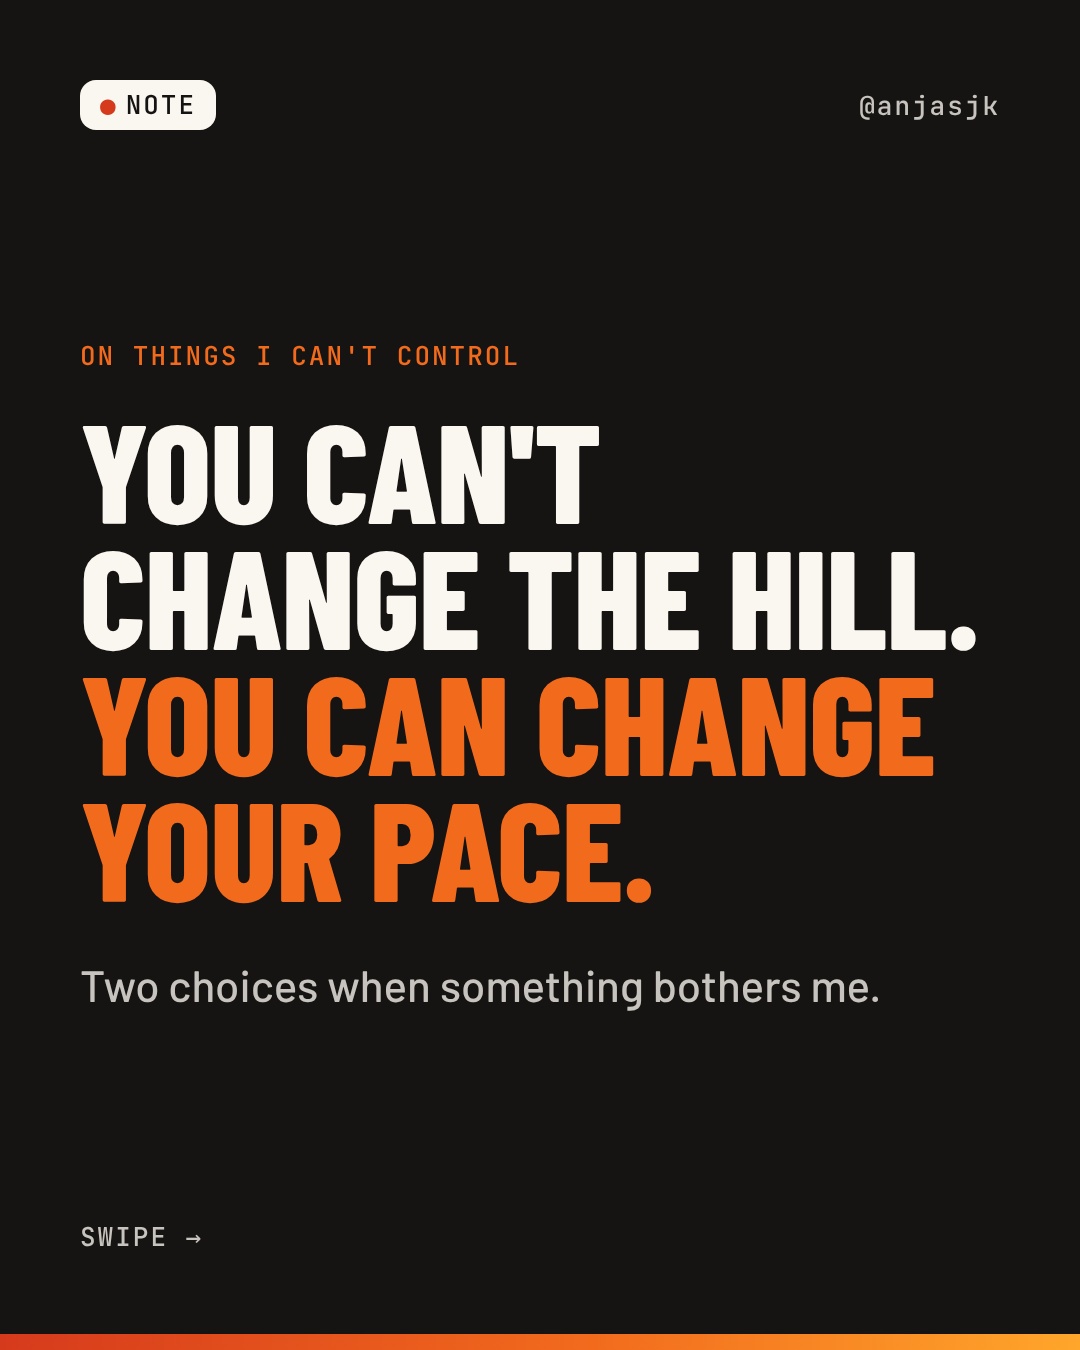 NOTE
@anjasjk
ON THINGS I CAN'T CONTROL
YOU CAN'T
CHANGE THE HILL.
YOU CAN CHANGE
YOUR PACE.
Two choices when something bothers me.
SWIPE →